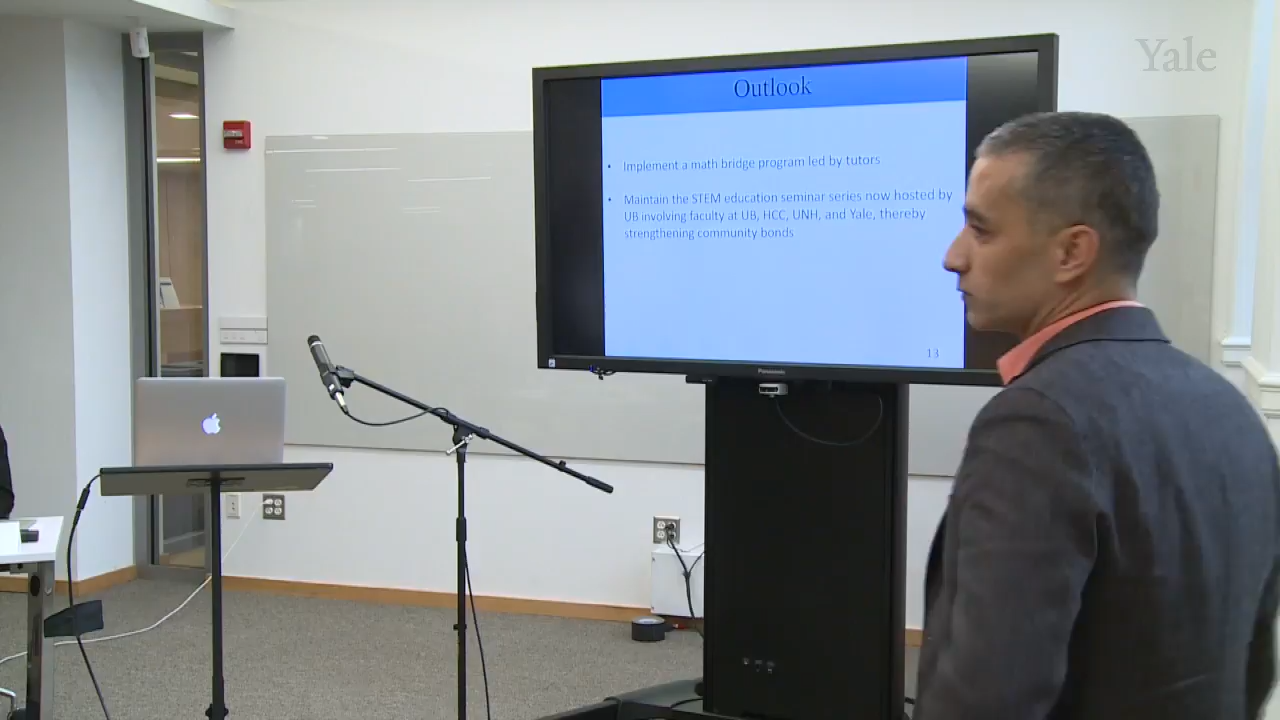 Yale
Outlook
• Implement a math bridge program led by tutors
• Maintain the STEM education seminar series now hosted by
UB involving faculty at UB, HCC, UNH, and Yale, thereby
strengthening community bonds
13
Panasonic